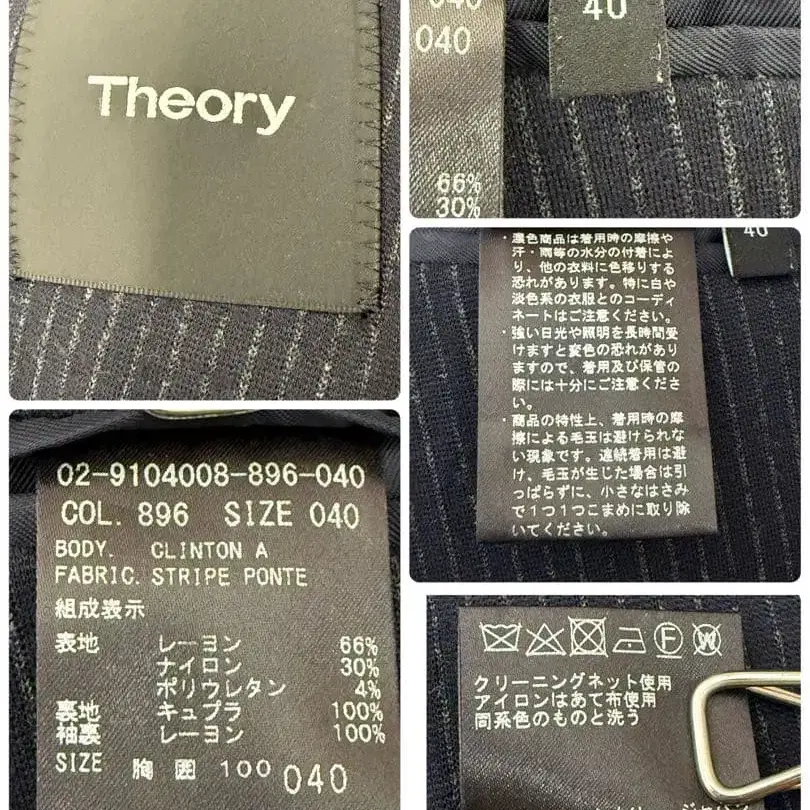 Theory
040
040
40
66%
30%
40
・濃色商品は着用時の摩擦や
汗・雨等の水分の付着によ
り、他の衣料に色移りする
恐れがあります。特に白や
淡色系の衣服とのコーディ
ネートはご注意ください。
・強い日光や照明を長時間受
けますと変色の恐れがあり
ますので、着用及び保管の
際には十分にご注意くださ
い。
・商品の特性上、着用時の摩
擦による毛玉は避けられな
い現象です。連続着用は避
け、毛玉が生じた場合は引
っぱらずに、小さなはさみ
で1つ1つこまめに取り除
いてください。
02-9104008-896-040
COL. 896 SIZE 040
BODY. CLINTON A
FABRIC. STRIPE PONTE
組成表示
表地 レーヨン 66%
ナイロン 30%
ポリウレタン 4%
裏地 キュプラ 100%
袖裏 レーヨン 100%
SIZE 胸囲 100 040
F W
クリーニングネット使用
アイロンはあて布使用
同系色のものと洗う